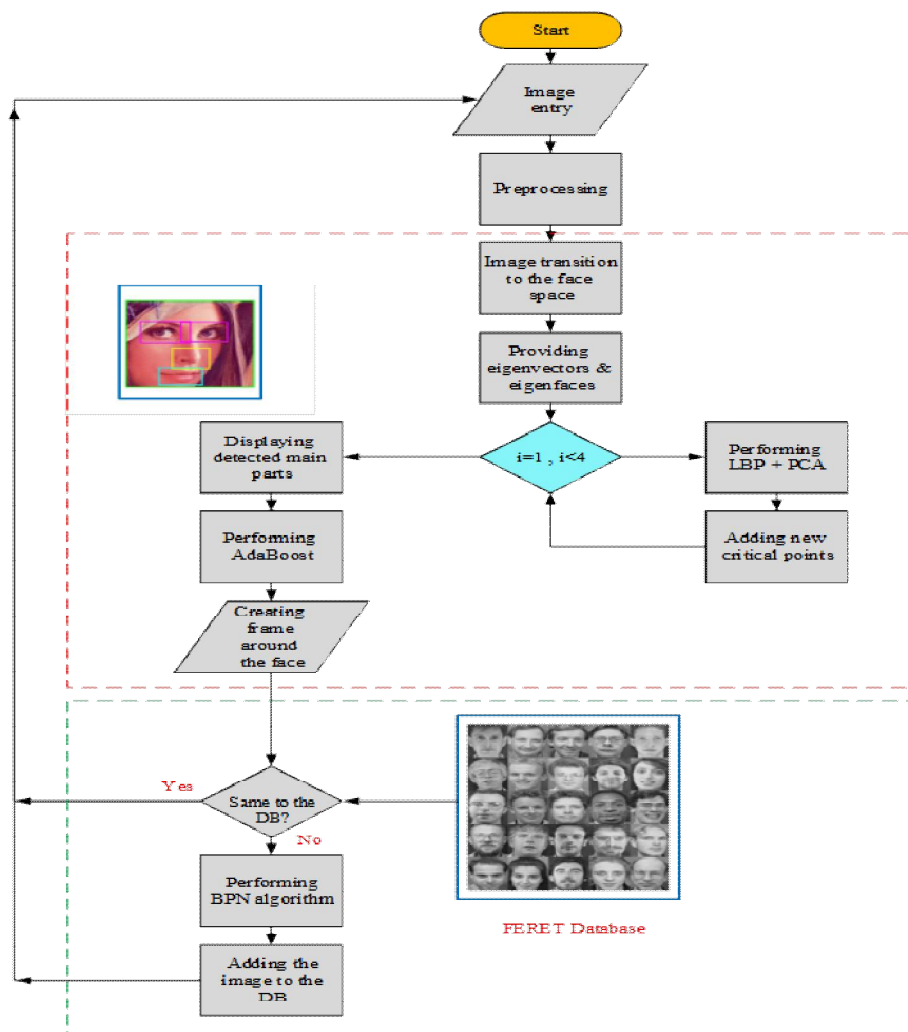 Start
Image
entry
Preprocessing
Image transition
to the face
space
Providing
eigenvectors &
eigenfaces
i=1 , i<4
Performing
LBP + PCA
Adding new
critical points
Displaying
detected main
parts
Performing
AdaBoost
Creating
frame
around
the face
Same to the
DB?
Yes
No
Performing
BPN algorithm
Adding the
image to the
DB
FERET Database